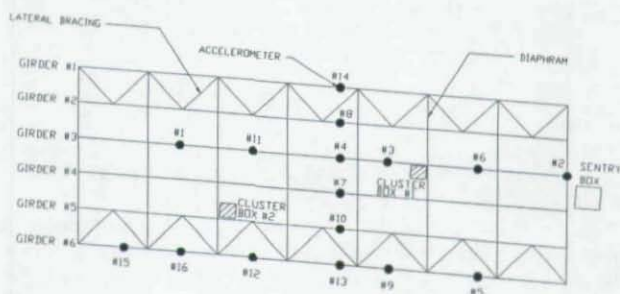 LATERAL BRACING
ACCELEROMETER
DIAPHRAM
GIRDER #1
#14
GIRDER #2
#8
GIRDER #3
#1
#11
#4
#3
#6
#2
SENTRY
BOX
GIRDER #4
#7
CLUSTER
BOX #1
GIRDER #5
CLUSTER
BOX #2
#10
GIRDER #6
#15
#16
#12
#13
#9
#5